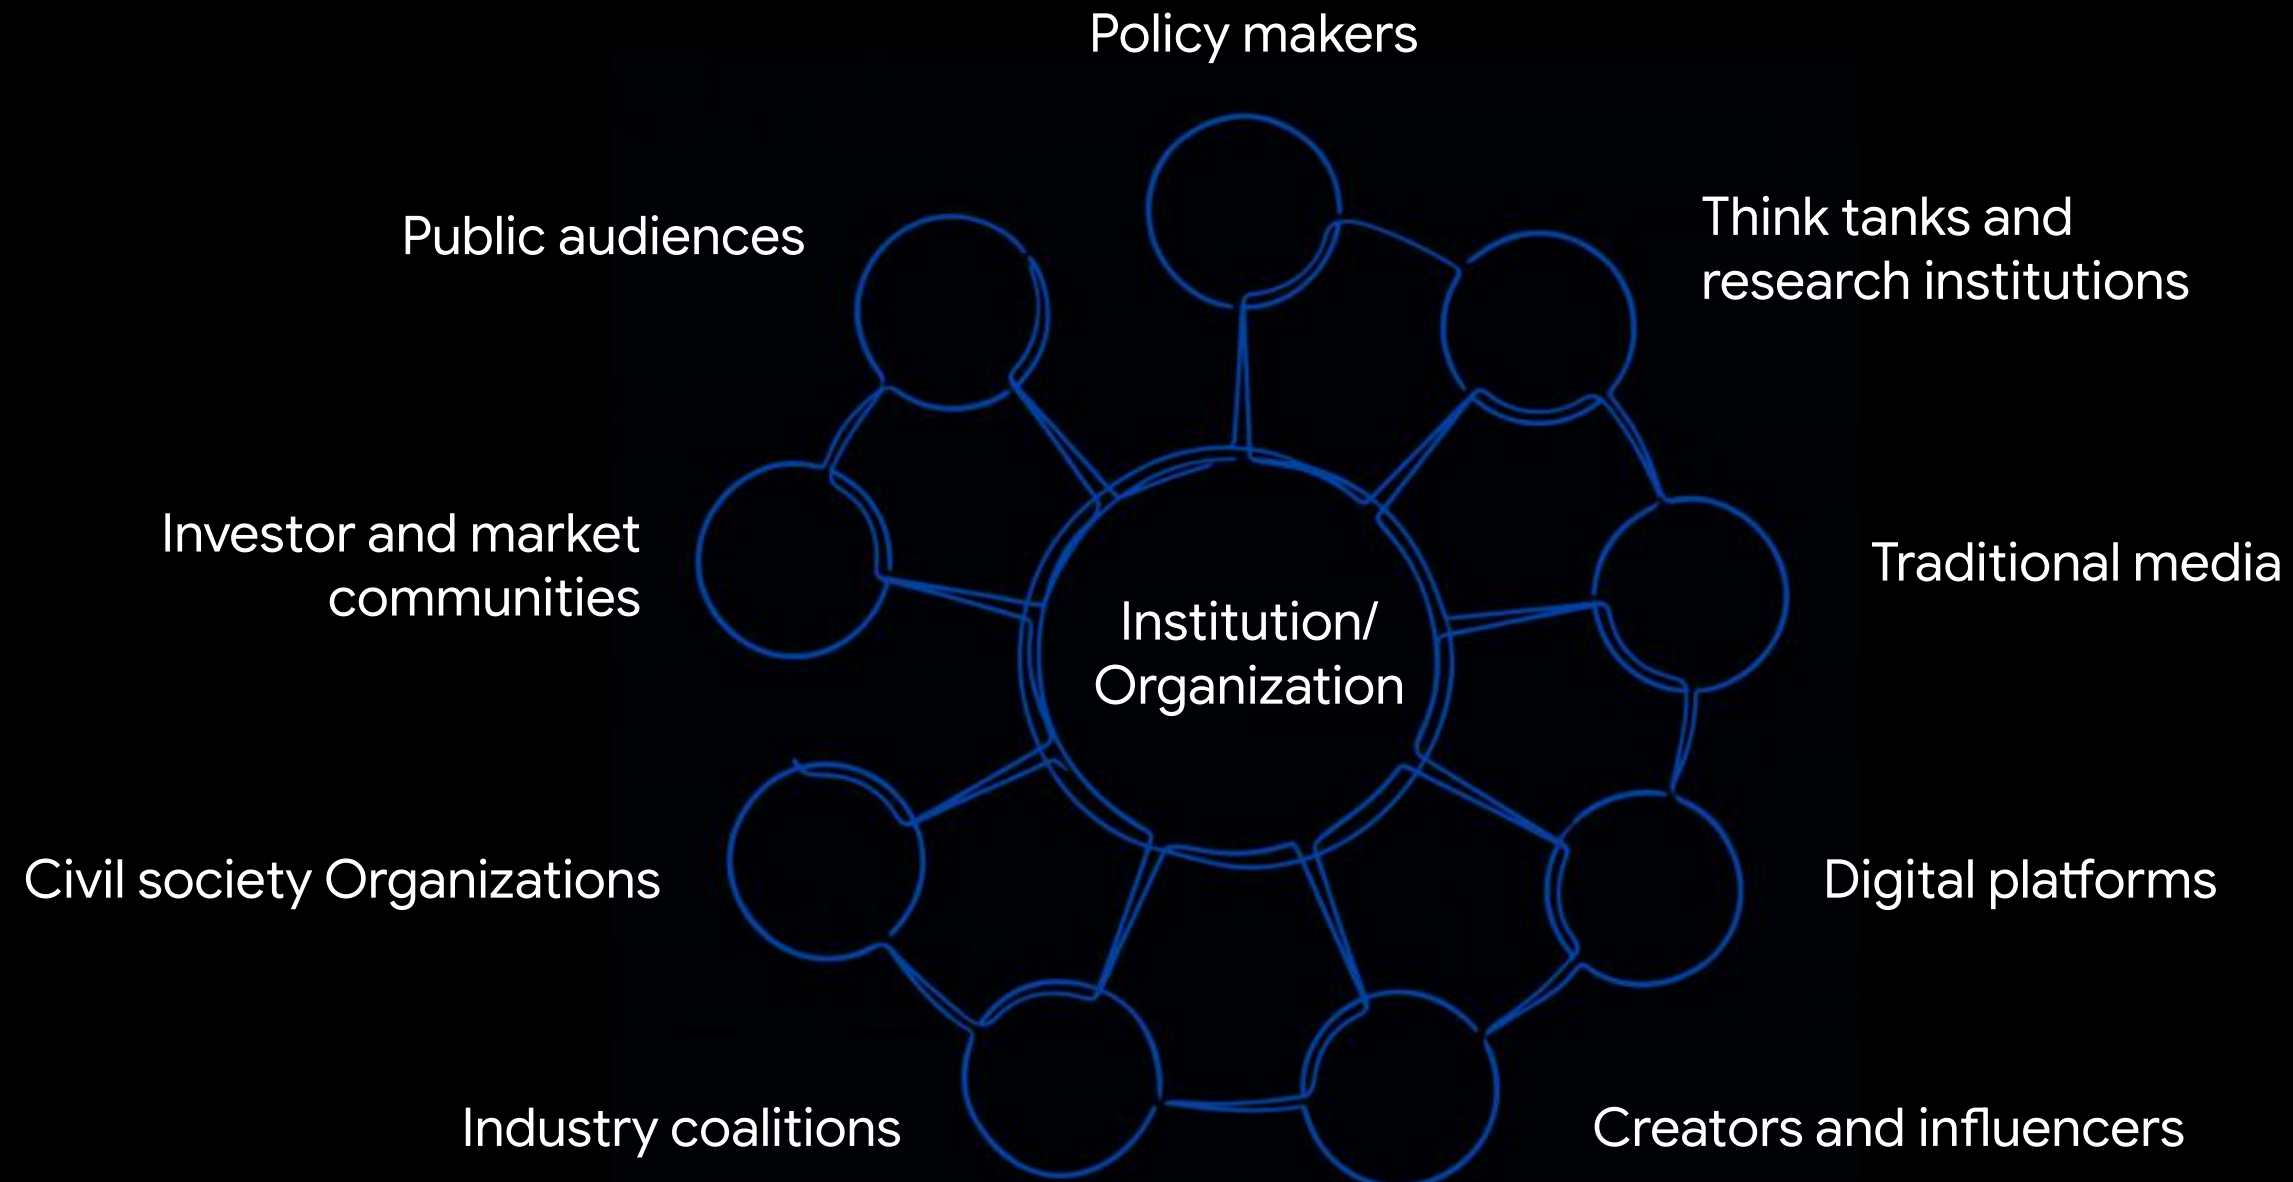 Policy makers
Public audiences
Think tanks and
research institutions
Investor and market
communities
Traditional media
Institution/
Organization
Civil society Organizations
Digital platforms
Industry coalitions
Creators and influencers